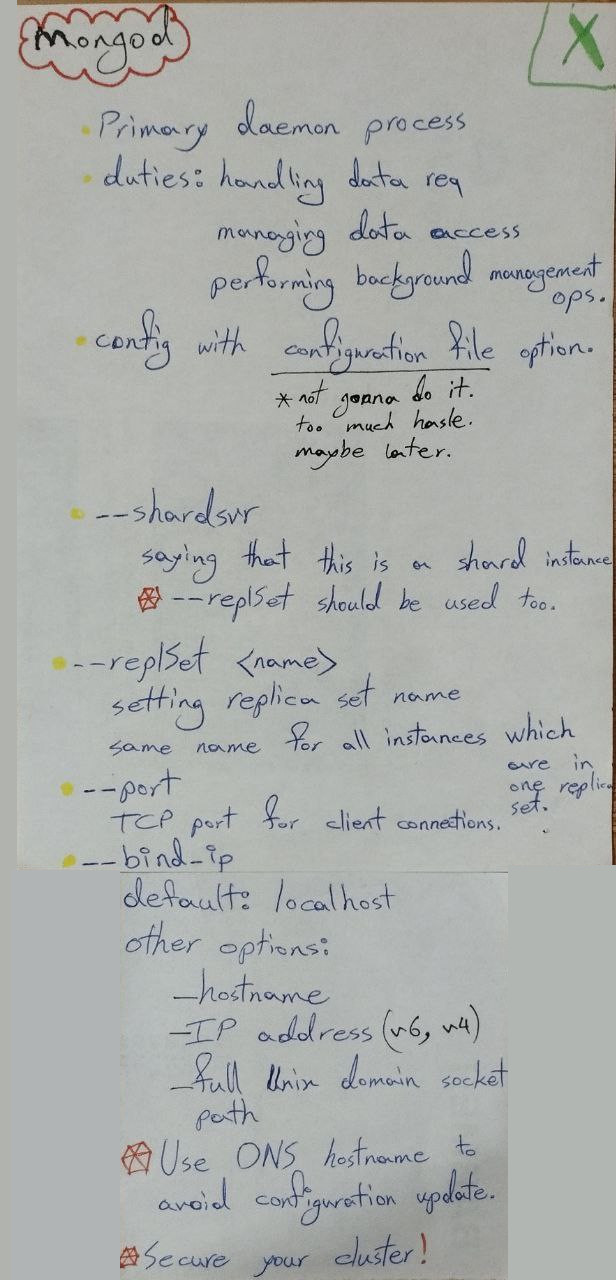 mongod
X
• Primary daemon process
• duties: handling data req
managing data access
performing background management
ops.
• config with configuration file option.
* not gonna do it.
too much hasle.
maybe later.
• --shardsvr
saying that this is a shard instance
--replSet should be used too.
• --replSet <name>
setting replica set name
same name for all instances which
are in
one replica
set.
• --port
TCP port for client connections.
• --bind-ip
default: localhost
other options:
-hostname
-IP address (v6, v4)
-full Unix domain socket
path
Use DNS hostname to
avoid configuration update.
Secure your cluster!